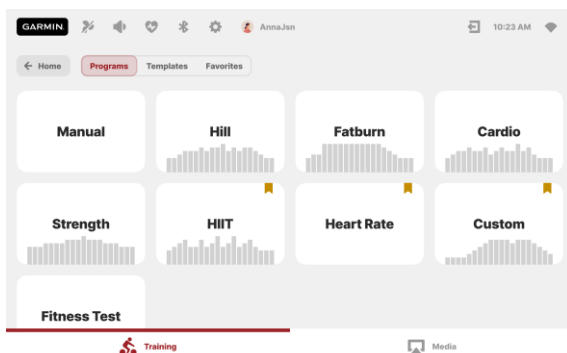 GARMIN. AnnaJsn 10:23 AM
Home Programs Templates Favorites
Manual Hill Fatburn Cardio
Strength HIIT Heart Rate Custom
Fitness Test
Training Media